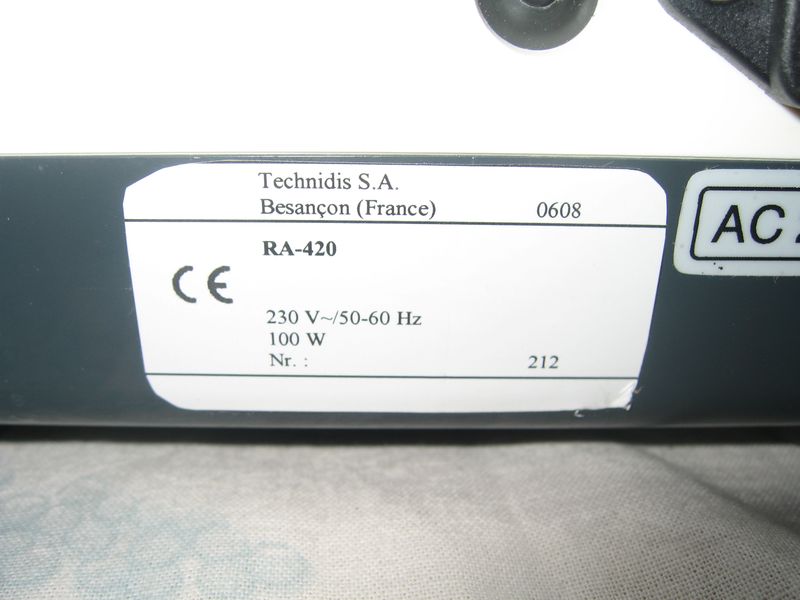 Technidis S.A.
Besançon (France) 0608
RA-420
CE
230 V~/50-60 Hz
100 W
Nr. : 212
AC